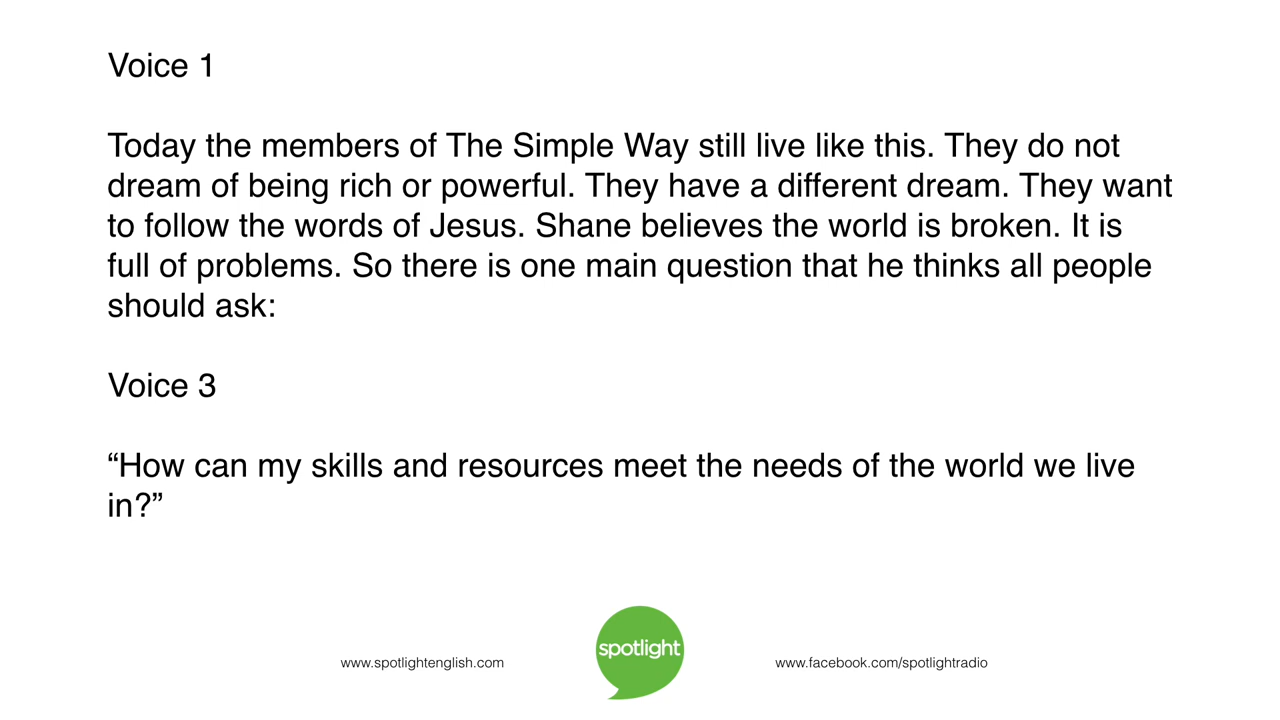 Voice 1
Today the members of The Simple Way still live like this. They do not
dream of being rich or powerful. They have a different dream. They want
to follow the words of Jesus. Shane believes the world is broken. It is
full of problems. So there is one main question that he thinks all people
should ask:
Voice 3
“How can my skills and resources meet the needs of the world we live
in?”
www.spotlightenglish.com
spotlight
www.facebook.com/spotlightradio